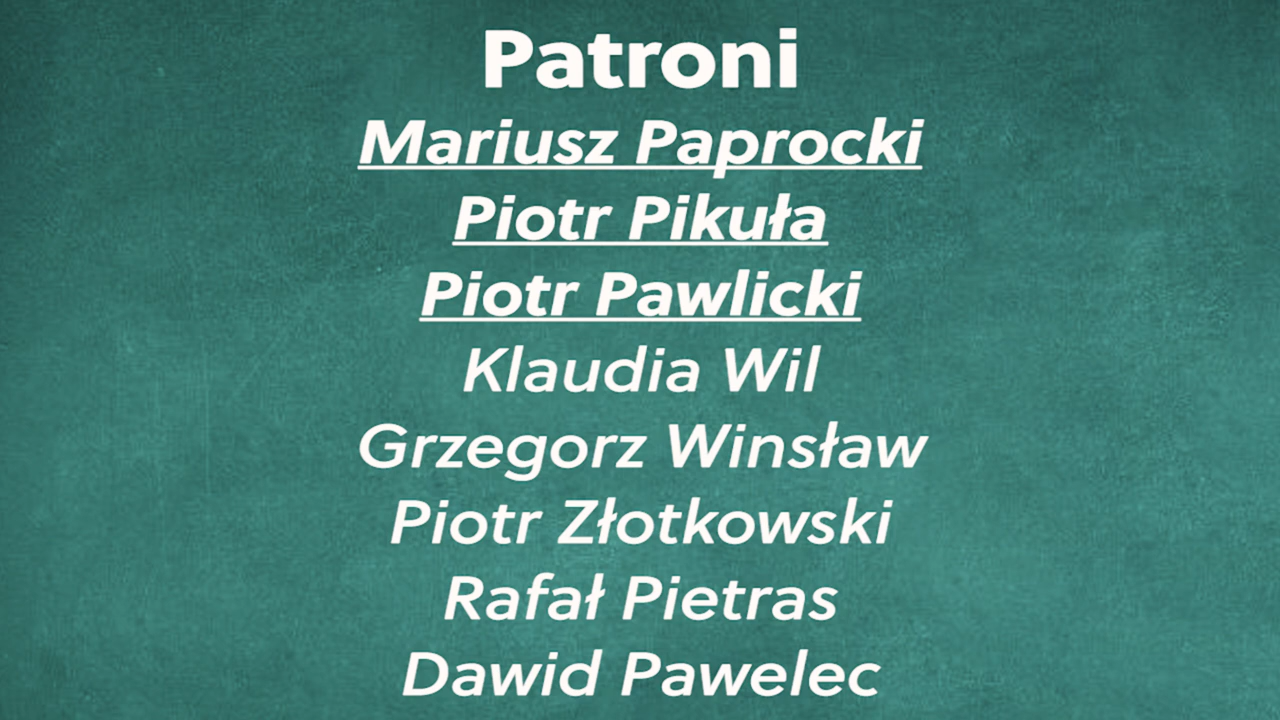 Patroni
Mariusz Paprocki
Piotr Pikuła
Piotr Pawlicki
Klaudia Wil
Grzegorz Winsław
Piotr Złotkowski
Rafał Pietras
Dawid Pawelec